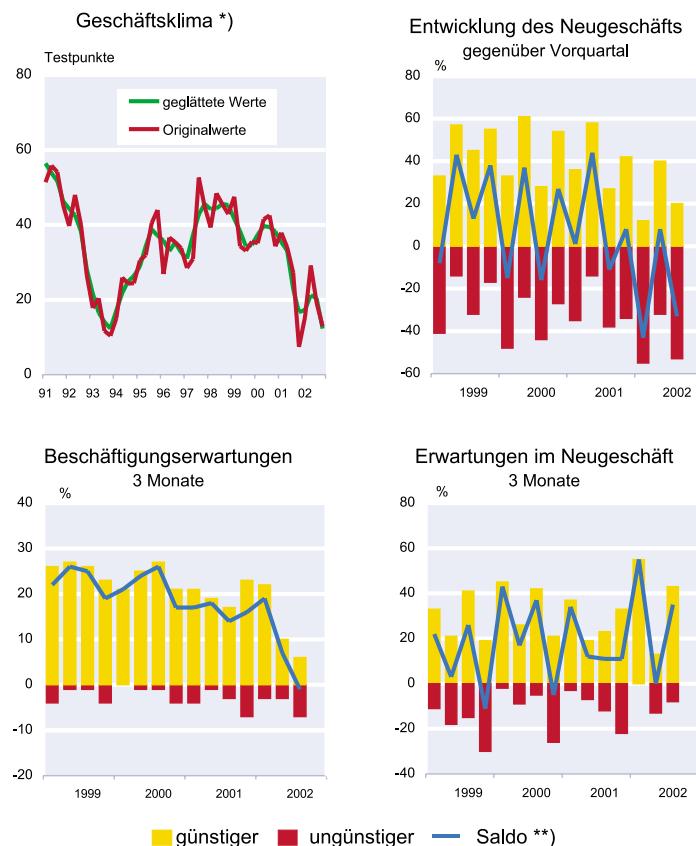 Geschäftsklima *)
Testpunkte
80
60
40
20
0
geglättete Werte
Originalwerte
91 92 93 94 95 96 97 98 99 00 01 02
Entwicklung des Neugeschäfts
gegenüber Vorquartal
%
80
60
40
20
0
-20
-40
-60
1999 2000 2001 2002
Beschäftigungserwartungen
3 Monate
%
40
30
20
10
0
-10
-20
1999 2000 2001 2002
Erwartungen im Neugeschäft
3 Monate
%
80
60
40
20
0
-20
-40
1999 2000 2001 2002
günstiger ungünstiger Saldo **)